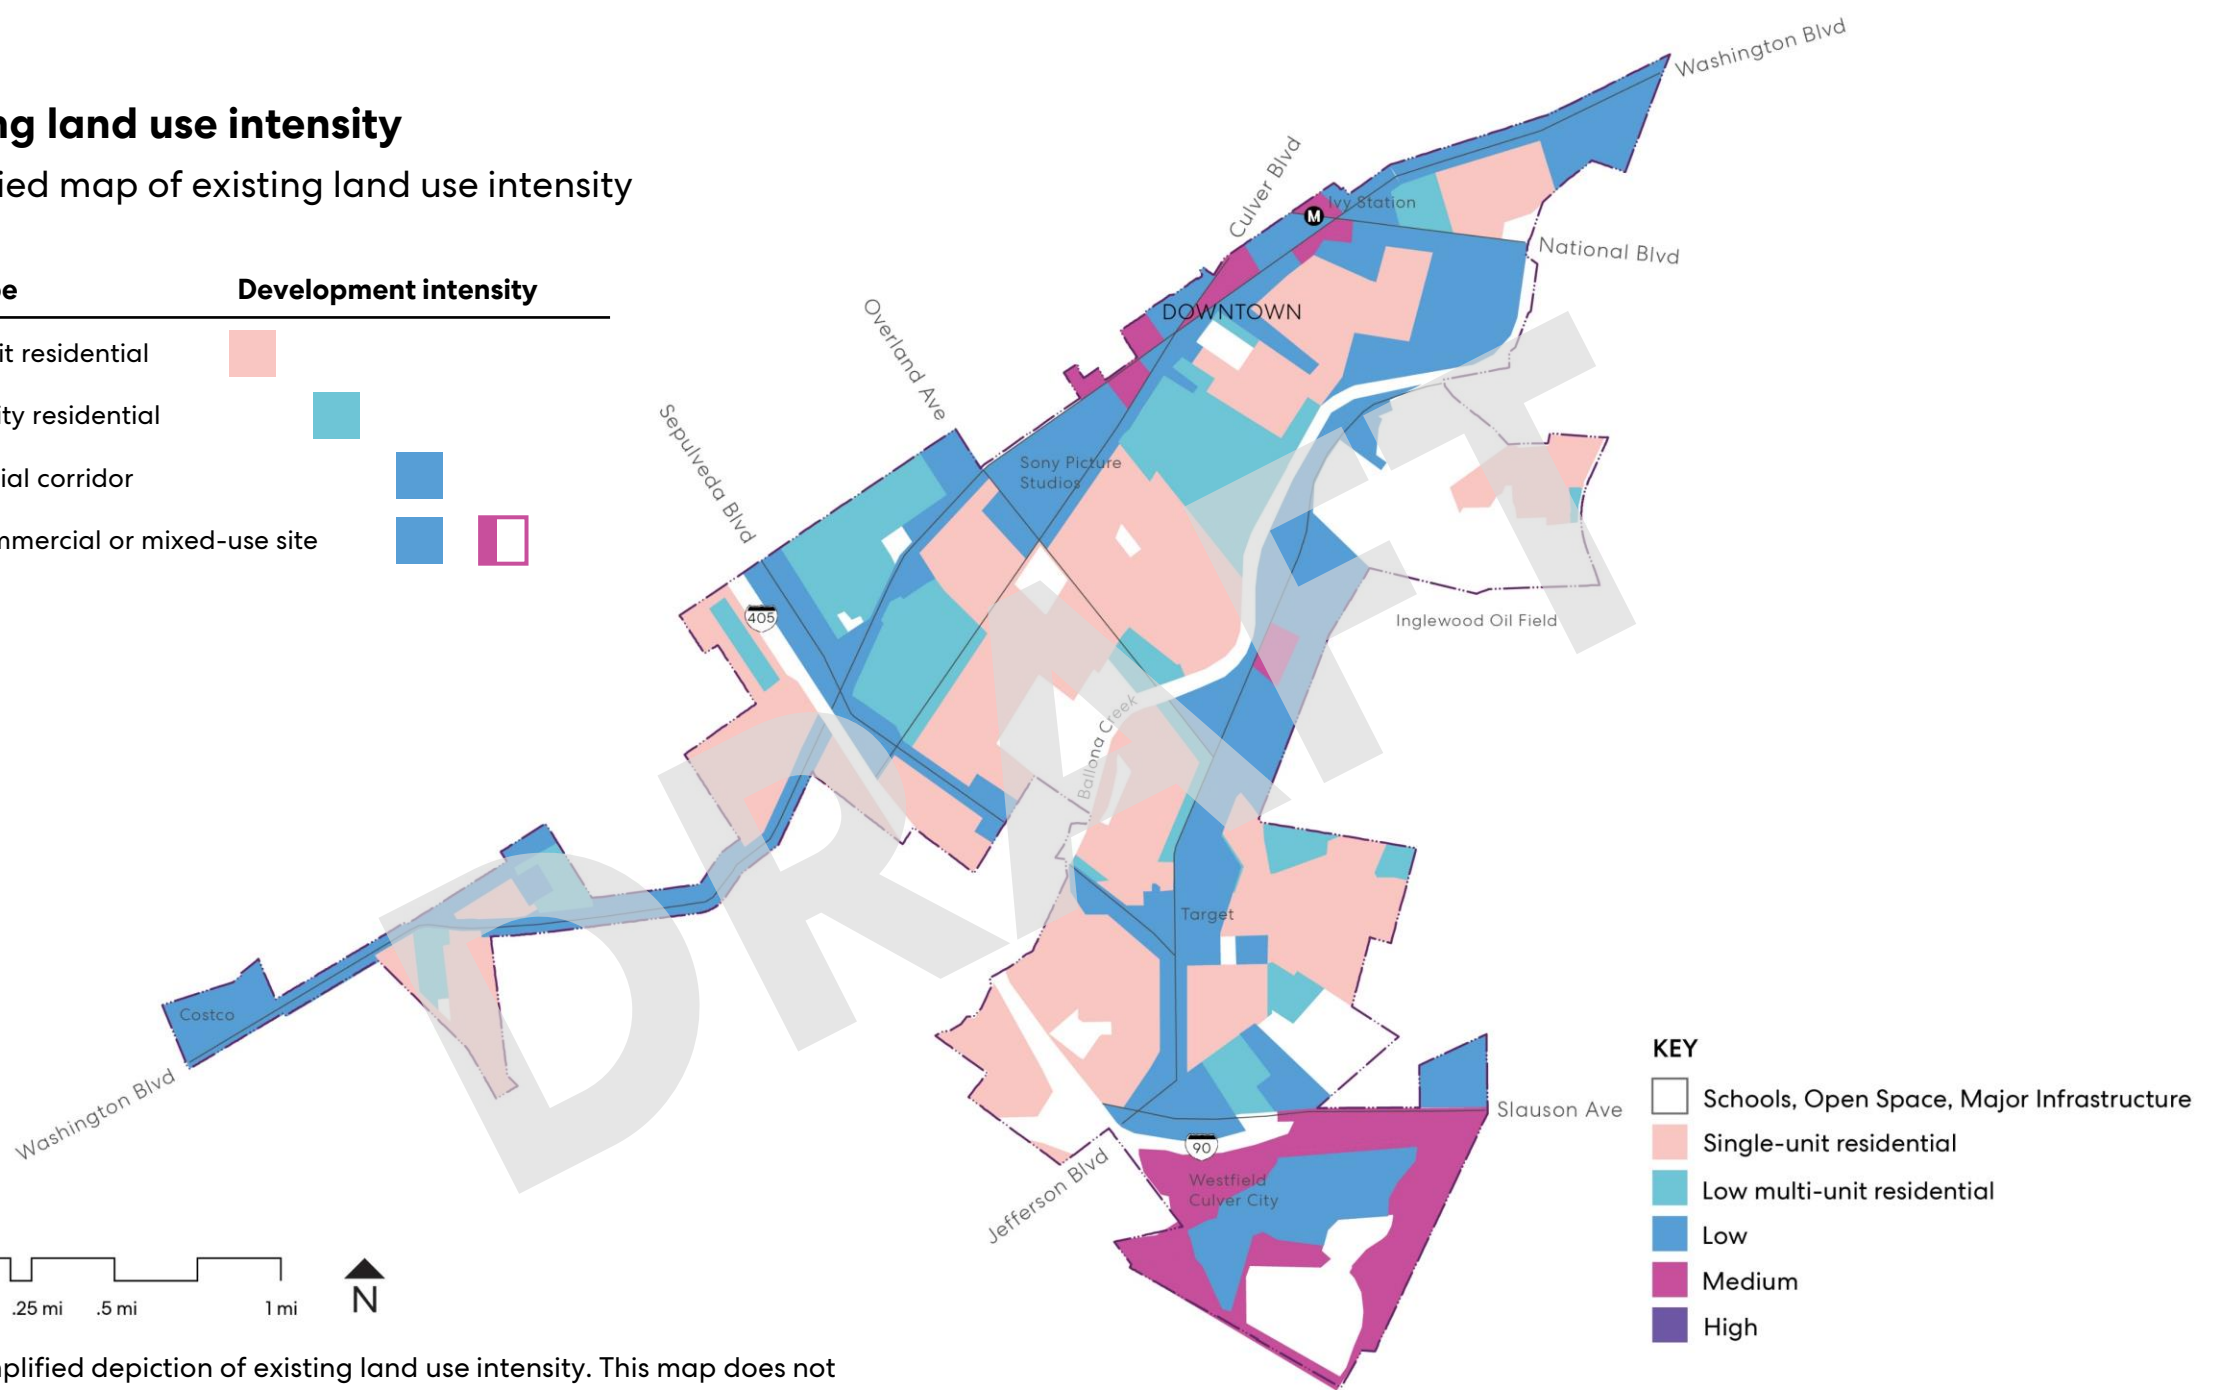 ng land use intensity
ied map of existing land use intensity
e
Development intensity
it residential
ity residential
ial corridor
mmercial or mixed-use site
Washington Blvd
Culver Blvd
Ivy Station
M
National Blvd
DOWNTOWN
Overland Ave
Sepulveda Blvd
Sony Picture
Studios
405
Inglewood Oil Field
Ballona Creek
DRAFT
Target
Costco
Washington Blvd
Slauson Ave
90
Jefferson Blvd
Westfield
Culver City
KEY
Schools, Open Space, Major Infrastructure
Single-unit residential
Low multi-unit residential
Low
Medium
High
.25 mi .5 mi 1 mi
N
mplified depiction of existing land use intensity. This map does not